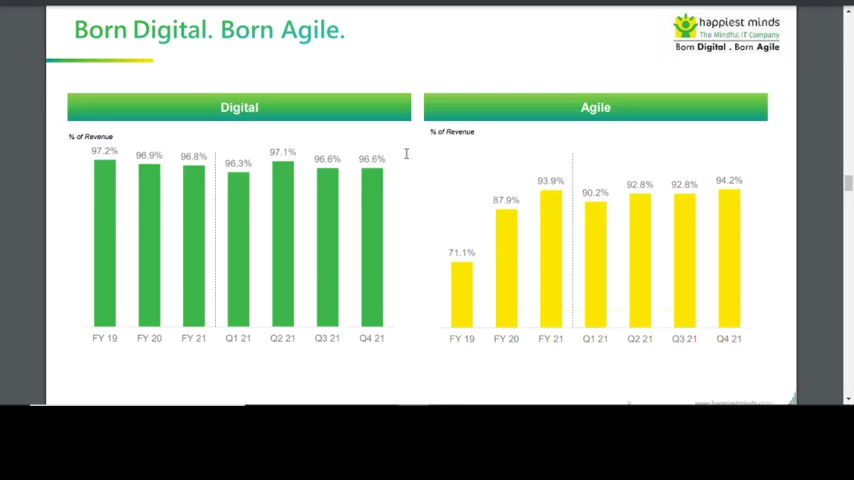 Born Digital. Born Agile.
happiest minds
The Mindful IT Company
Born Digital . Born Agile
Digital
% of Revenue
97.2%
96.9%
96.8%
96.3%
97.1%
96.6%
96.6%
FY 19
FY 20
FY 21
Q1 21
Q2 21
Q3 21
Q4 21
Agile
% of Revenue
71.1%
87.9%
93.9%
90.2%
92.8%
92.8%
94.2%
FY 19
FY 20
FY 21
Q1 21
Q2 21
Q3 21
Q4 21
www.happiestminds.com